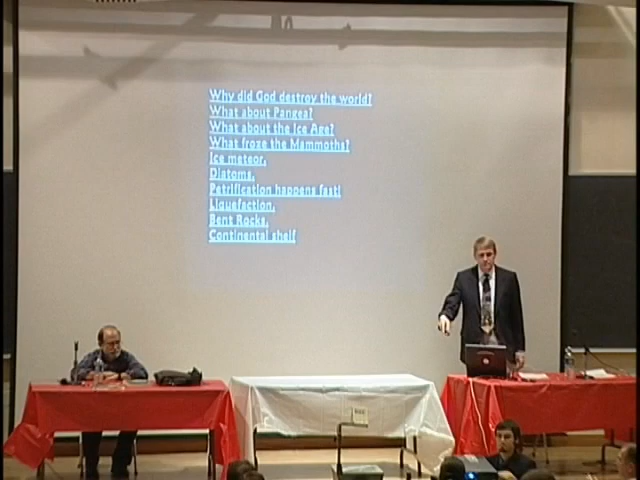 Why did God destroy the world?
What about Pangea?
What about the Ice Age?
What froze the Mammoths?
Ice meteor.
Diatoms.
Petrification happens fast!
Liquefaction.
Bent Rocks.
Continental shelf